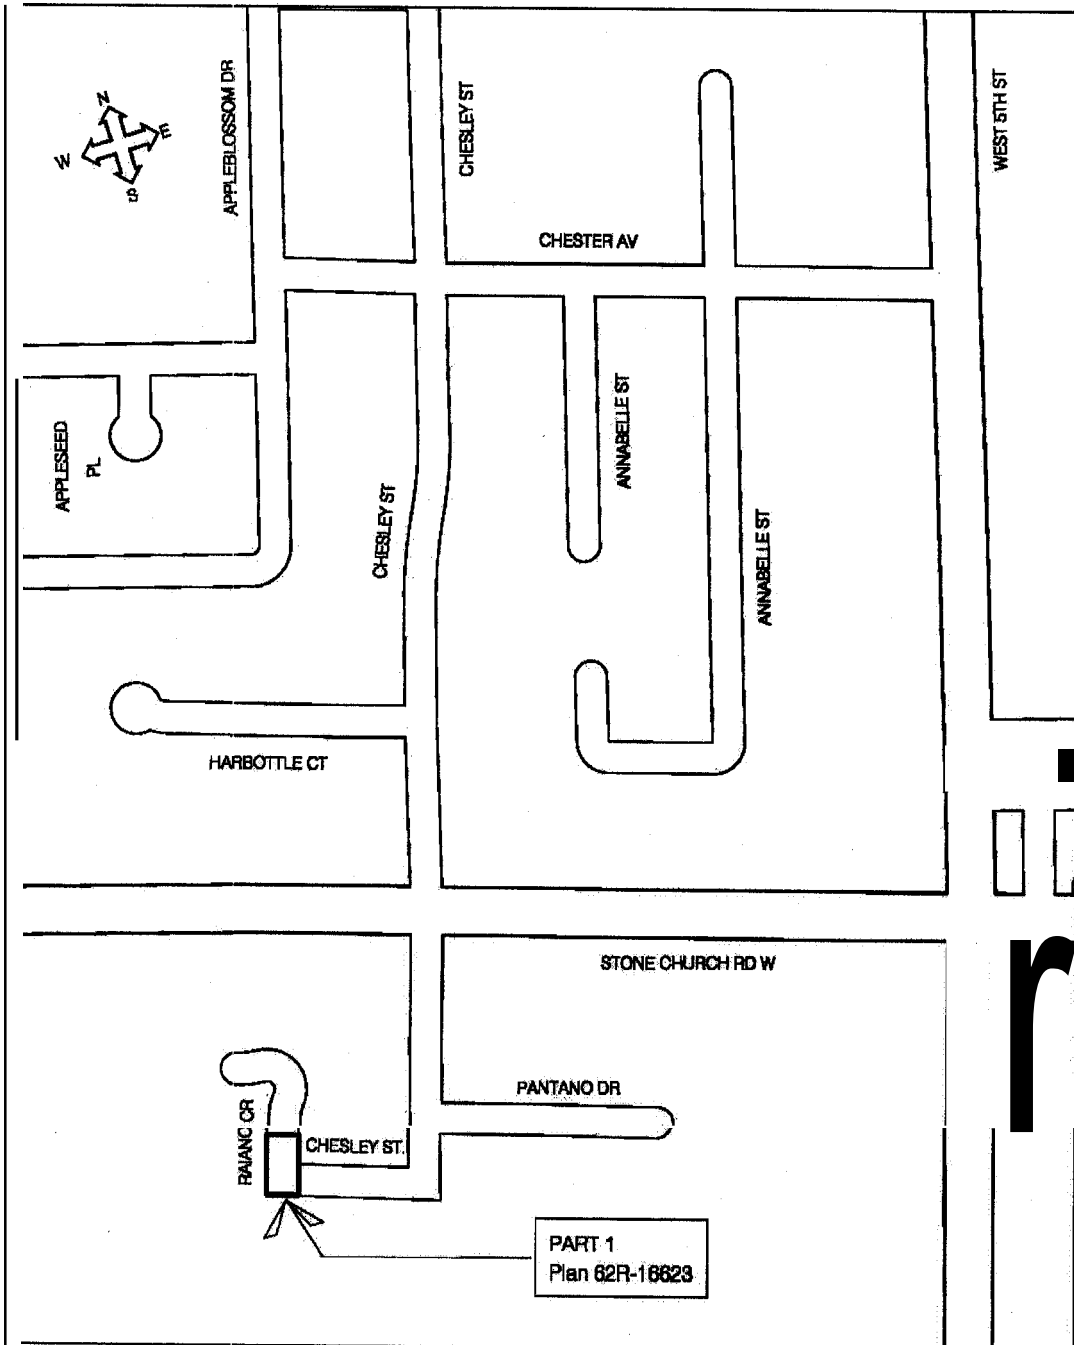 N
E
W
S
APPLEBLOSSOM DR
CHESLEY ST
WEST 5TH ST
CHESTER AV
ANNABELLE ST
APPLESEED
PL
CHESLEY ST
ANNABELLE ST
HARBOTTLE CT
STONE CHURCH RD W
r
PANTANO DR
RAIANO CR
CHESLEY ST.
PART 1
Plan 62R-16623